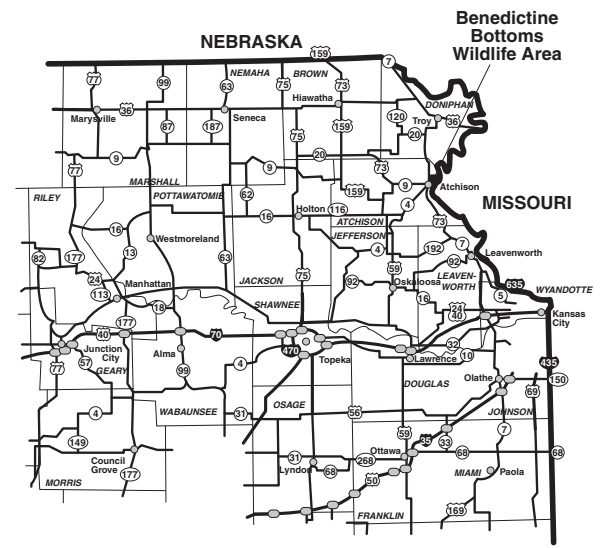 Benedictine
Bottoms
Wildlife Area
NEBRASKA
159
7
77
99
NEMAHA
63
75
BROWN
73
Hiawatha
DONIPHAN
Marysville
36
Seneca
120
Troy
36
87
187
75
159
20
9
20
73
77
9
MARSHALL
159
9
Atchison
RILEY
POTTAWATOMIE
62
4
MISSOURI
16
Holton
116
ATCHISON
73
16
JEFFERSON
Westmoreland
7
82
177
13
63
4
192
92
Leavenworth
24
JACKSON
75
59
92
Oskaloosa
LEAVEN-
WORTH
635
WYANDOTTE
113
Manhattan
SHAWNEE
16
5
18
24
40
Kansas
City
177
40
70
Junction
City
470
32
Alma
Topeka
Lawrence
10
435
77
57
GEARY
99
4
DOUGLAS
Olathe
150
69
4
WABAUNSEE
31
OSAGE
56
JOHNSON
149
59
35
33
7
Council
Grove
31
Ottawa
268
68
68
177
Lyndon
68
50
MIAMI
Paola
MORRIS
169
FRANKLIN